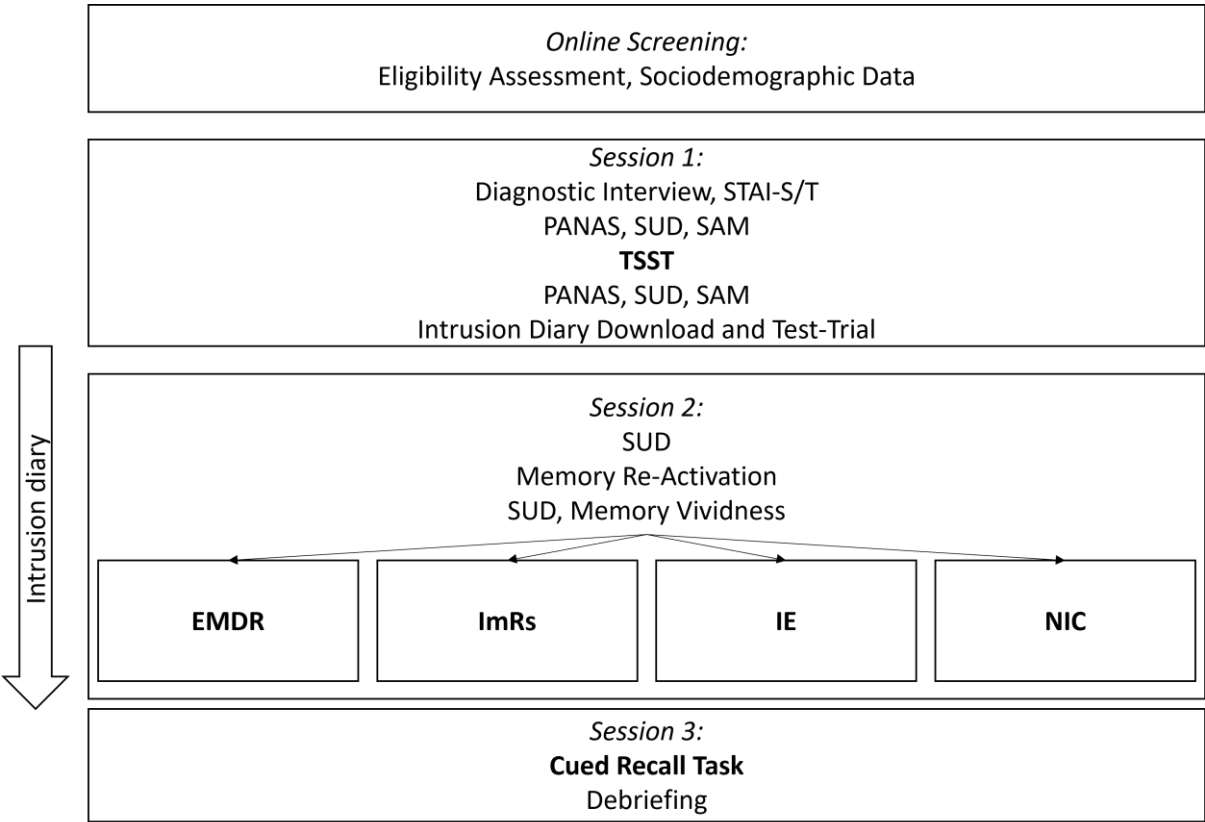 Online Screening:
Eligibility Assessment, Sociodemographic Data
Session 1:
Diagnostic Interview, STAI-S/T
PANAS, SUD, SAM
TSST
PANAS, SUD, SAM
Intrusion Diary Download and Test-Trial
Intrusion diary
Session 2:
SUD
Memory Re-Activation
SUD, Memory Vividness
EMDR
ImRs
IE
NIC
Session 3:
Cued Recall Task
Debriefing